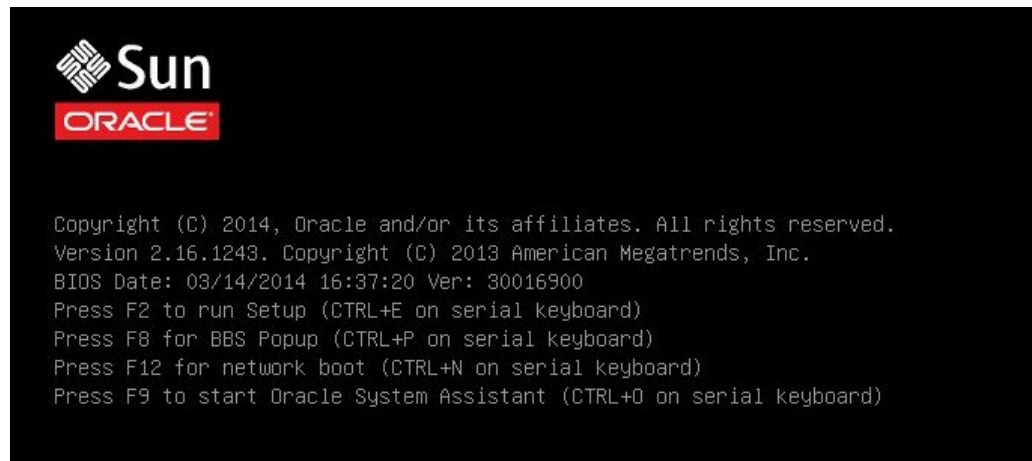 Sun
ORACLE
Copyright (C) 2014, Oracle and/or its affiliates. All rights reserved.
Version 2.16.1243. Copyright (C) 2013 American Megatrends, Inc.
BIOS Date: 03/14/2014 16:37:20 Ver: 30016900
Press F2 to run Setup (CTRL+E on serial keyboard)
Press F8 for BBS Popup (CTRL+P on serial keyboard)
Press F12 for network boot (CTRL+N on serial keyboard)
Press F9 to start Oracle System Assistant (CTRL+O on serial keyboard)